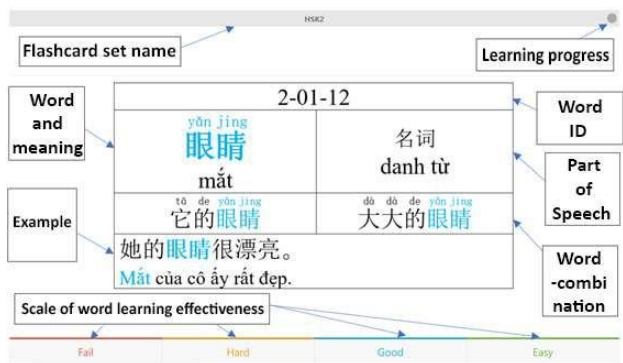 HSK2
Flashcard set name
Learning progress
2-01-12
Word
and
meaning
yǎn jing
眼睛
mắt
名词
danh từ
Word
ID
Part
of
Speech
tā de yǎn jing
它的眼睛
dà dà de yǎn jing
大大的眼睛
Example
她的眼睛很漂亮。
Mắt của cô ấy rất đẹp.
Word
-combi
nation
Scale of word learning effectiveness
Fail
Hard
Good
Easy